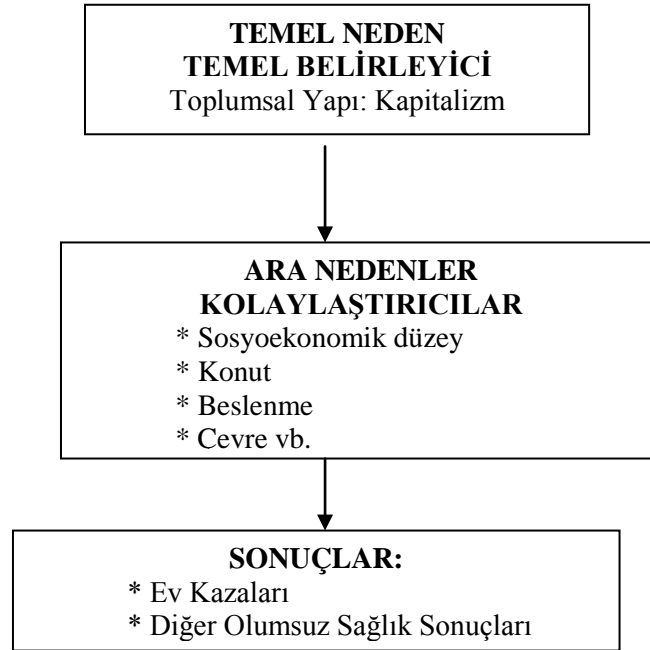 TEMEL NEDEN
TEMEL BELİRLEYİCİ
Toplumsal Yapı: Kapitalizm
ARA NEDENLER
KOLAYLAŞTIRICILAR
* Sosyoekonomik düzey
* Konut
* Beslenme
* Cevre vb.
SONUÇLAR:
* Ev Kazaları
* Diğer Olumsuz Sağlık Sonuçları